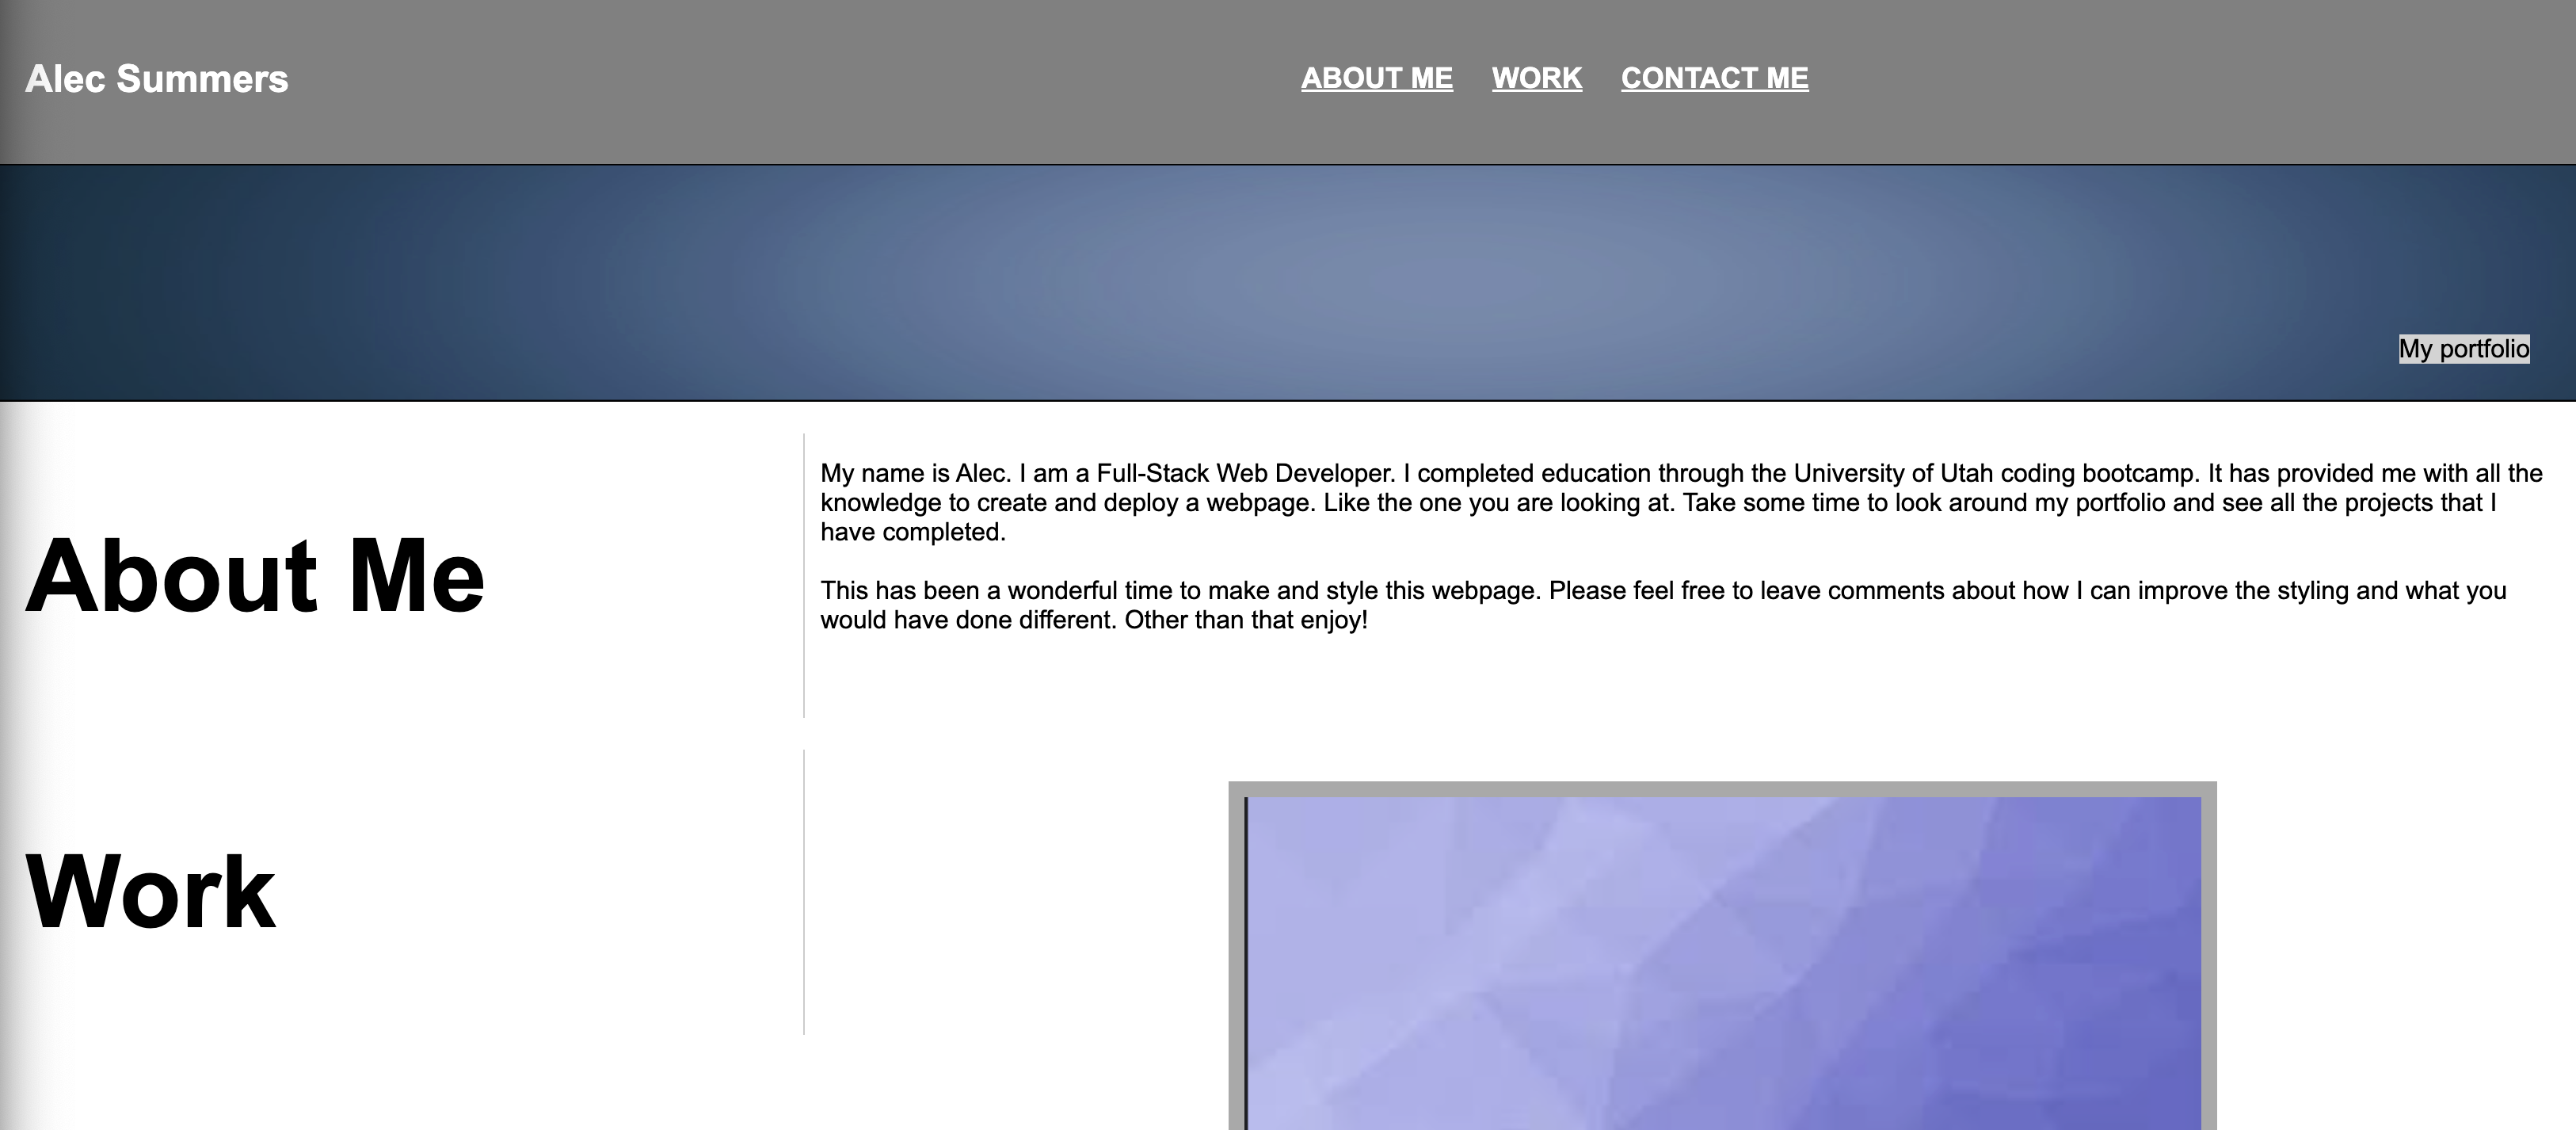 Alec Summers
ABOUT ME WORK CONTACT ME
My portfolio
About Me
My name is Alec. I am a Full-Stack Web Developer. I completed education through the University of Utah coding bootcamp. It has provided me with all the
knowledge to create and deploy a webpage. Like the one you are looking at. Take some time to look around my portfolio and see all the projects that I
have completed.
This has been a wonderful time to make and style this webpage. Please feel free to leave comments about how I can improve the styling and what you
would have done different. Other than that enjoy!
Work